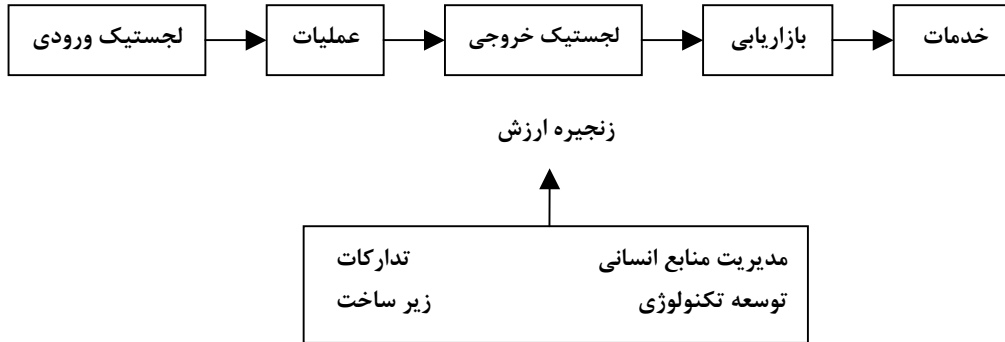 لجستیک ورودی
عملیات
لجستیک خروجی
بازاریابی
خدمات
زنجیره ارزش
مدیریت منابع انسانی تدارکات
توسعه تکنولوژی زیر ساخت